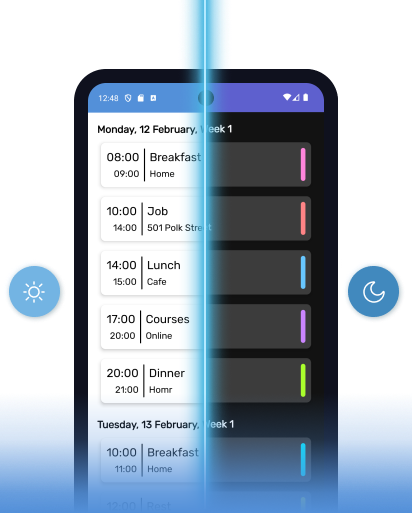 12:48
Monday, 12 February, Week 1
08:00 Breakfast
09:00 Home
10:00 Job
14:00 501 Polk Street
14:00 Lunch
15:00 Cafe
17:00 Courses
20:00 Online
20:00 Dinner
21:00 Homr
Tuesday, 13 February, Week 1
10:00 Breakfast
11:00 Home
12:00